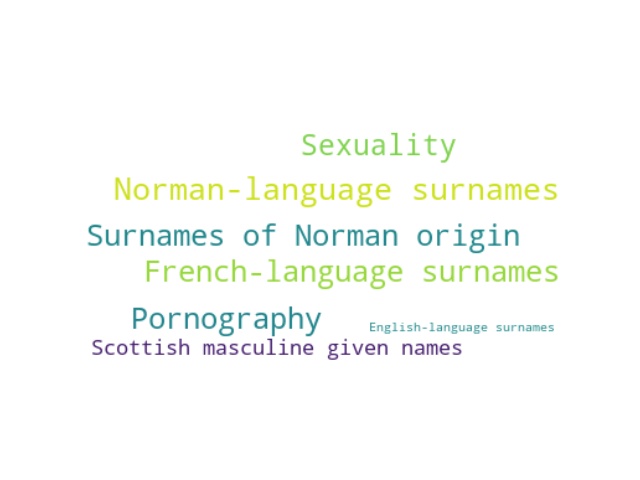 Sexuality
Norman-language surnames
Surnames of Norman origin
French-language surnames
Pornography
English-language surnames
Scottish masculine given names